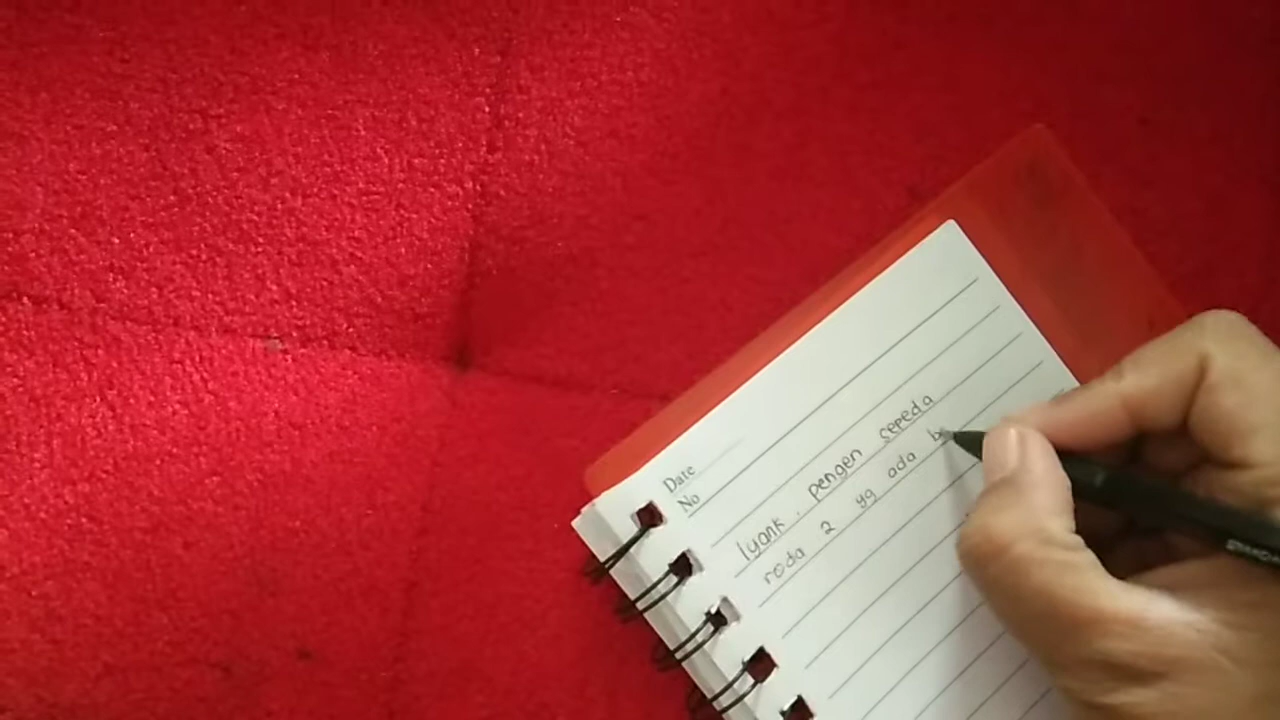 Date
No
Iyank . pengen sepeda
roda 2 yg ada